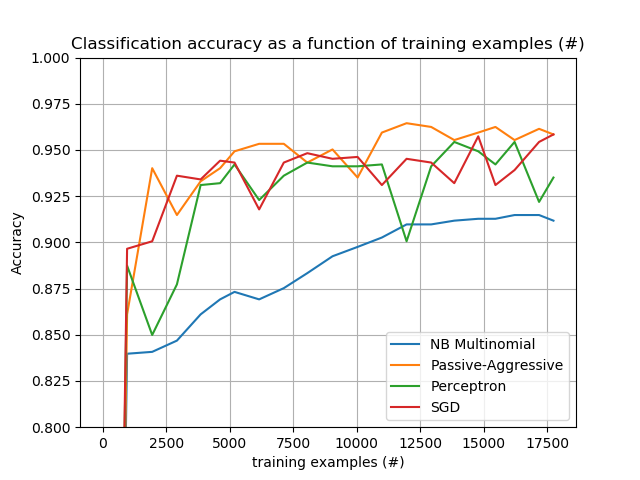 Classification accuracy as a function of training examples (#)
1.000
0.975
0.950
0.925
0.900
0.875
0.850
0.825
0.800
Accuracy
0 2500 5000 7500 10000 12500 15000 17500
training examples (#)
NB Multinomial
Passive-Aggressive
Perceptron
SGD